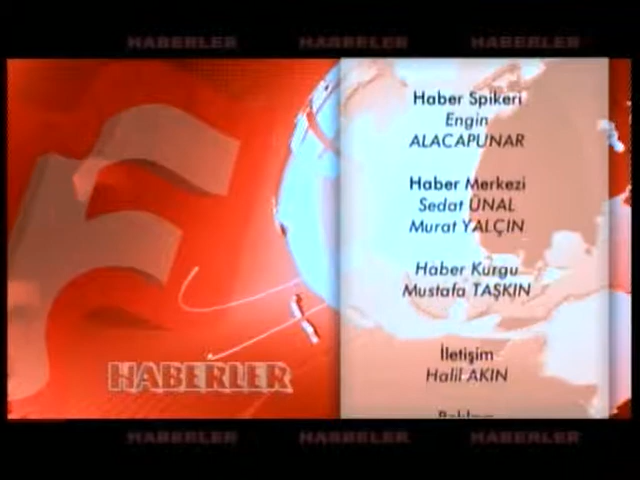 HABERLER HABERLER HABERLER
Haber Spikeri
Engin
ALACAPUNAR
Haber Merkezi
Sedat ÜNAL
Murat YALÇIN
Haber Kurgu
Mustafa TAŞKIN
İletişim
Halil AKIN
HABERLER
HABERLER HABERLER HABERLER